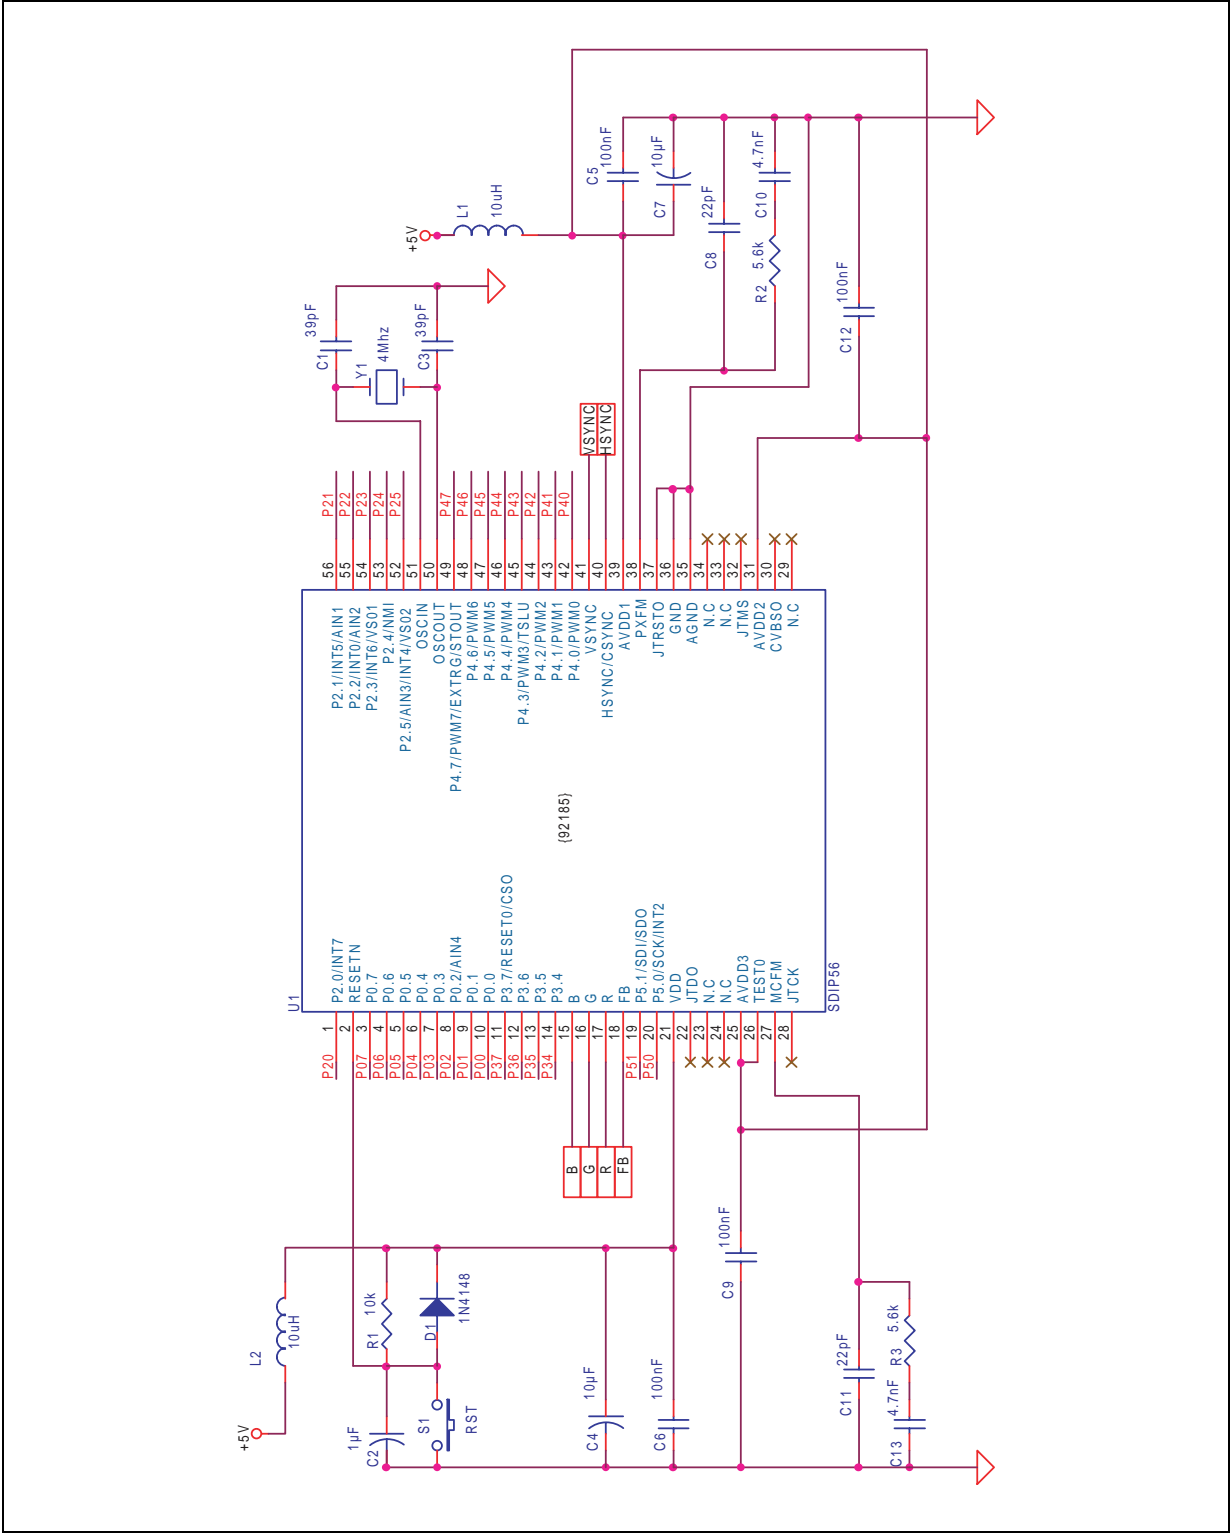 +5V
L1
10uH
C5
100nF
10µF
C7
22pF
C8
4.7nF
C10
5.6k
R2
100nF
C12
39pF
C1
Y1
4Mhz
39pF
C3
VSYNC
HSYNC
P21
P22
P23
P24
P25
P47
P46
P45
P44
P43
P42
P41
P40
56
55
54
53
52
51
50
49
48
47
46
45
44
43
42
41
40
39
38
37
36
35
34
33
32
31
30
29
P2.1/INT5/AIN1
P2.2/INT0/AIN2
P2.3/INT6/VS01
P2.4/NMI
P2.5/AIN3/INT4/VS02
OSCIN
OSCOUT
P4.7/PWM7/EXTRG/STOUT
P4.6/PWM6
P4.5/PWM5
P4.4/PWM4
P4.3/PWM3/TSLU
P4.2/PWM2
P4.1/PWM1
P4.0/PWM0
VSYNC
HSYNC/CSYNC
AVDD1
PXFM
JTRSTO
GND
AGND
N.C
N.C
JTMS
AVDD2
CVBSO
N.C
{92185}
U1
P2.0/INT7
RESETN
P0.7
P0.6
P0.5
P0.4
P0.3
P0.2/AIN4
P0.1
P0.0
P3.7/RESET0/CSO
P3.6
P3.5
P3.4
B
G
R
FB
P5.1/SDI/SDO
P5.0/SCK/INT2
VDD
JTDO
N.C
N.C
AVDD3
TEST0
MCFM
JTCK
SDIP56
1
2
3
4
5
6
7
8
9
10
11
12
13
14
15
16
17
18
19
20
21
22
23
24
25
26
27
28
P20
P07
P06
P05
P04
P03
P02
P01
P00
P37
P36
P35
P34
P51
P50
B
G
R
FB
+5V
L2
10uH
R1
10k
D1
1N4148
1µF
C2
S1
RST
10µF
C4
100nF
C6
100nF
C9
22pF
C11
5.6k
R3
4.7nF
C13